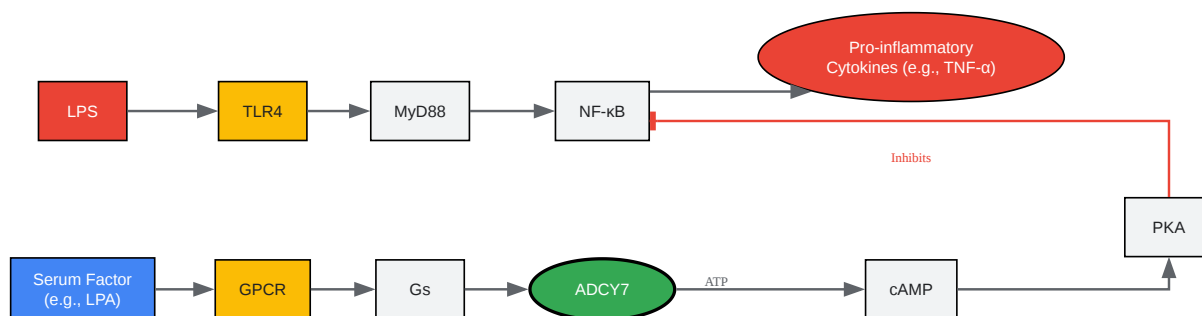 Pro-inflammatory
Cytokines (e.g., TNF-α)
LPS
TLR4
MyD88
NF-κB
Inhibits
PKA
Serum Factor
(e.g., LPA)
GPCR
Gs
ADCY7
ATP
cAMP